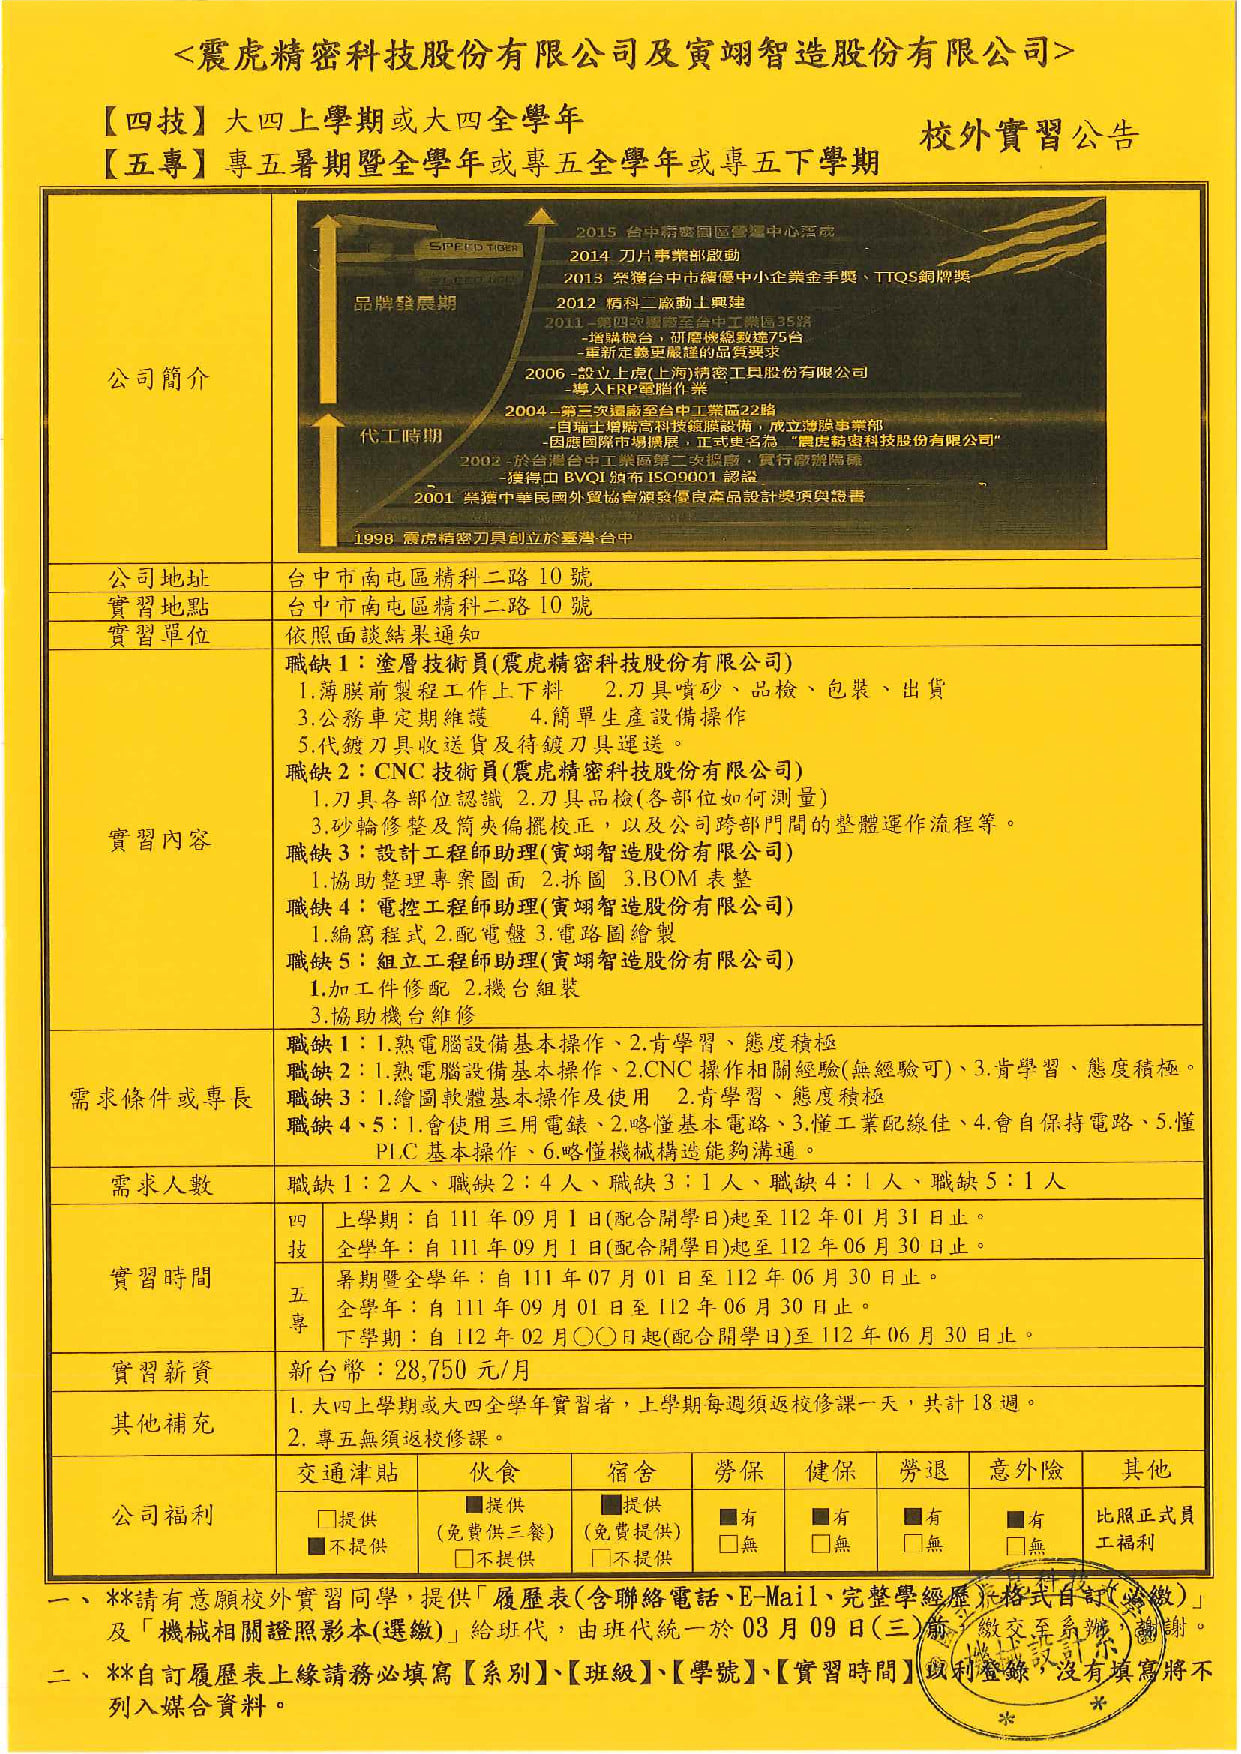 <震虎精密科技股份有限公司及寅翊智造股份有限公司>
【四技】大四上學期或大四全學年
【五專】專五暑期暨全學年或專五全學年或專五下學期
校外實習公告
公司簡介
2015 台中精密園區營運中心落成
SPEED TIGER
2014 刀片事業部啟動
2013 榮獲台中市績優中小企業金手獎、TTQS銅牌獎
品牌發展期
2012 精科二廠動土興建
2011 -第四次遷廠至台中工業區35路
-增購機台，研磨機總數達75台
-重新定義更嚴謹的品質要求
2006 -設立上虎(上海)精密工具股份有限公司
-導入ERP電腦作業
2004 -第三次遷廠至台中工業區22路
-自瑞士增購高科技鍍膜設備，成立薄膜事業部
代工時期
-因應國際市場擴展，正式更名為 "震虎精密科技股份有限公司"
2002 -於台灣台中工業區第二次擴廠，實行廠辦隔離
-獲得由 BVQI 頒布 ISO9001 認證
2001 榮獲中華民國外貿協會頒發優良產品設計獎項與證書
1998 震虎精密刀具創立於臺灣·台中
公司地址 台中市南屯區精科二路 10 號
實習地點 台中市南屯區精科二路 10 號
實習單位 依照面談結果通知
實習內容
職缺 1：塗層技術員(震虎精密科技股份有限公司)
1.薄膜前製程工作上下料 2.刀具噴砂、品檢、包裝、出貨
3.公務車定期維護 4.簡單生產設備操作
5.代鍍刀具收送貨及待鍍刀具運送。
職缺 2：CNC 技術員(震虎精密科技股份有限公司)
1.刀具各部位認識 2.刀具品檢(各部位如何測量)
3.砂輪修整及筒夾偏擺校正，以及公司跨部門間的整體運作流程等。
職缺 3：設計工程師助理(寅翊智造股份有限公司)
1.協助整理專案圖面 2.拆圖 3.BOM 表整
職缺 4：電控工程師助理(寅翊智造股份有限公司)
1.編寫程式 2.配電盤 3.電路圖繪製
職缺 5：組立工程師助理(寅翊智造股份有限公司)
1.加工件修配 2.機台組裝
3.協助機台維修
需求條件或專長
職缺 1：1.熟電腦設備基本操作、2.肯學習、態度積極
職缺 2：1.熟電腦設備基本操作、2.CNC 操作相關經驗(無經驗可)、3.肯學習、態度積極。
職缺 3：1.繪圖軟體基本操作及使用 2.肯學習、態度積極
職缺 4、5：1.會使用三用電錶、2.略懂基本電路、3.懂工業配線佳、4.會自保持電路、5.懂
PLC 基本操作、6.略懂機械構造能夠溝通。
需求人數 職缺 1：2 人、職缺 2：4 人、職缺 3：1 人、職缺 4：1 人、職缺 5：1 人
實習時間
四技
上學期：自 111 年 09 月 1 日(配合開學日)起至 112 年 01 月 31 日止。
全學年：自 111 年 09 月 1 日(配合開學日)起至 112 年 06 月 30 日止。
五專
暑期暨全學年：自 111 年 07 月 01 日至 112 年 06 月 30 日止。
全學年：自 111 年 09 月 01 日至 112 年 06 月 30 日止。
下學期：自 112 年 02 月○○日起(配合開學日)至 112 年 06 月 30 日止。
實習薪資 新台幣：28,750 元/月
其他補充
1. 大四上學期或大四全學年實習者，上學期每週須返校修課一天，共計 18 週。
2. 專五無須返校修課。
公司福利
交通津貼 伙食 宿舍 勞保 健保 勞退 意外險 其他
□提供
■不提供
■提供
(免費供三餐)
□不提供
■提供
(免費提供)
□不提供
■有
□無
■有
□無
■有
□無
■有
□無
比照正式員
工福利
一、**請有意願校外實習同學，提供「履歷表(含聯絡電話、E-Mail、完整學經歷)格式自訂(必繳)」
及「機械相關證照影本(選繳)」給班代，由班代統一於 03 月 09 日(三)前，繳交至系辦，謝謝。
二、**自訂履歷表上緣請務必填寫【系別】、【班級】、【學號】、【實習時間】以利登錄，沒有填寫將不
列入媒合資料。
機械設計系